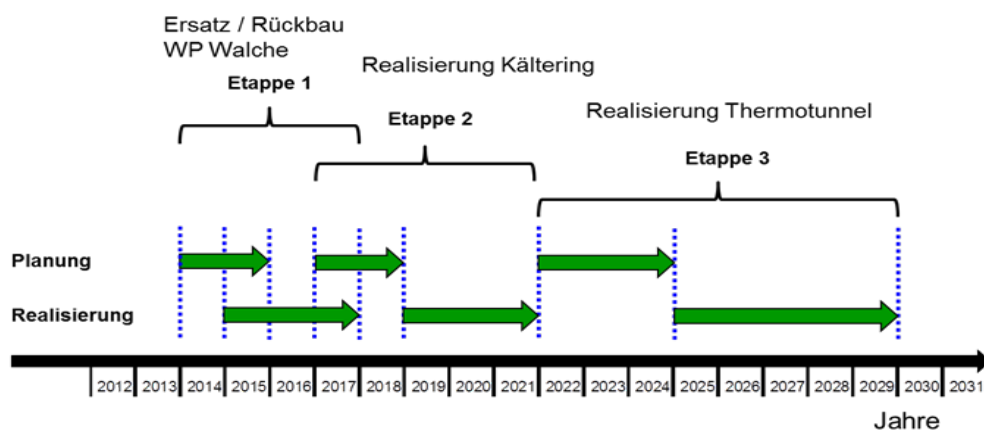 Ersatz / Rückbau
WP Walche
Etappe 1
Realisierung Kältering
Etappe 2
Realisierung Thermotunnel
Etappe 3
Planung
Realisierung
2012 2013 2014 2015 2016 2017 2018 2019 2020 2021 2022 2023 2024 2025 2026 2027 2028 2029 2030 2031
Jahre